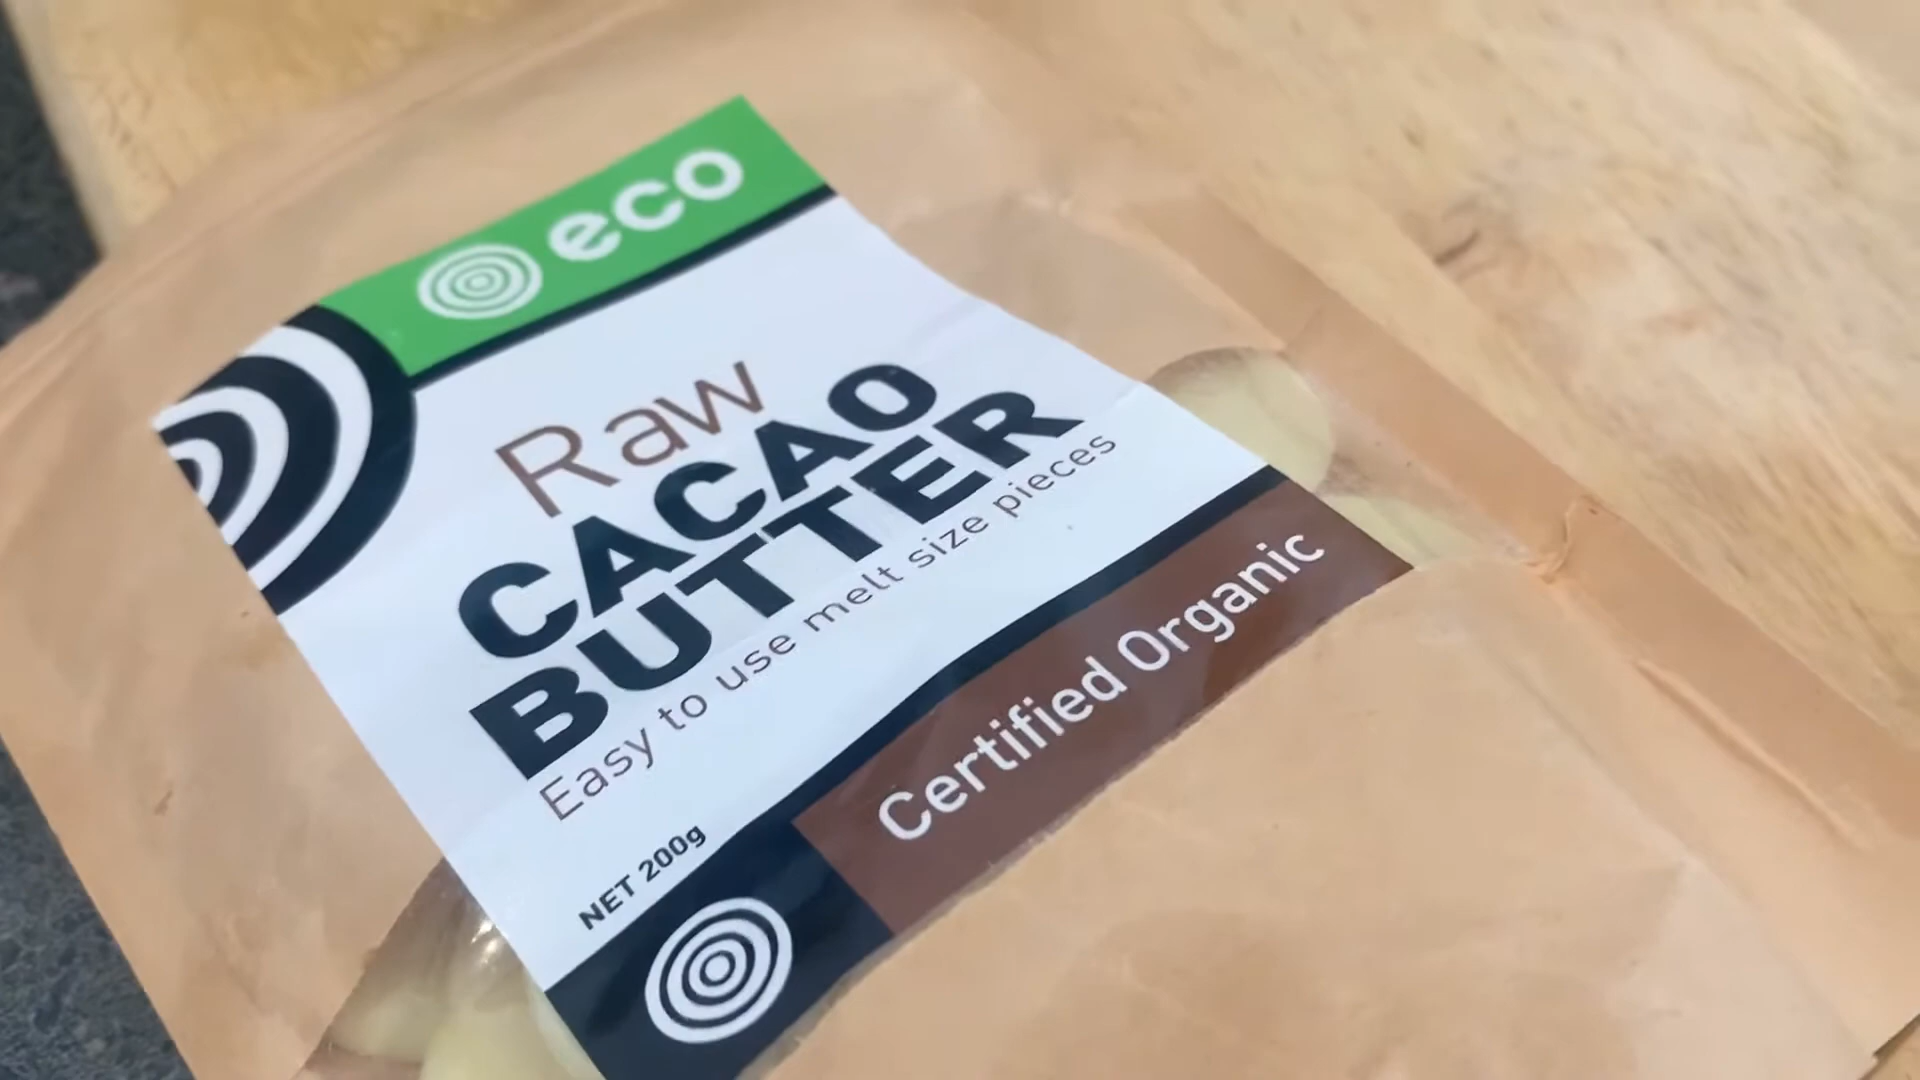 eco
Raw
CACAO
BUTTER
Easy to use melt size pieces
NET 200g
Certified Organic